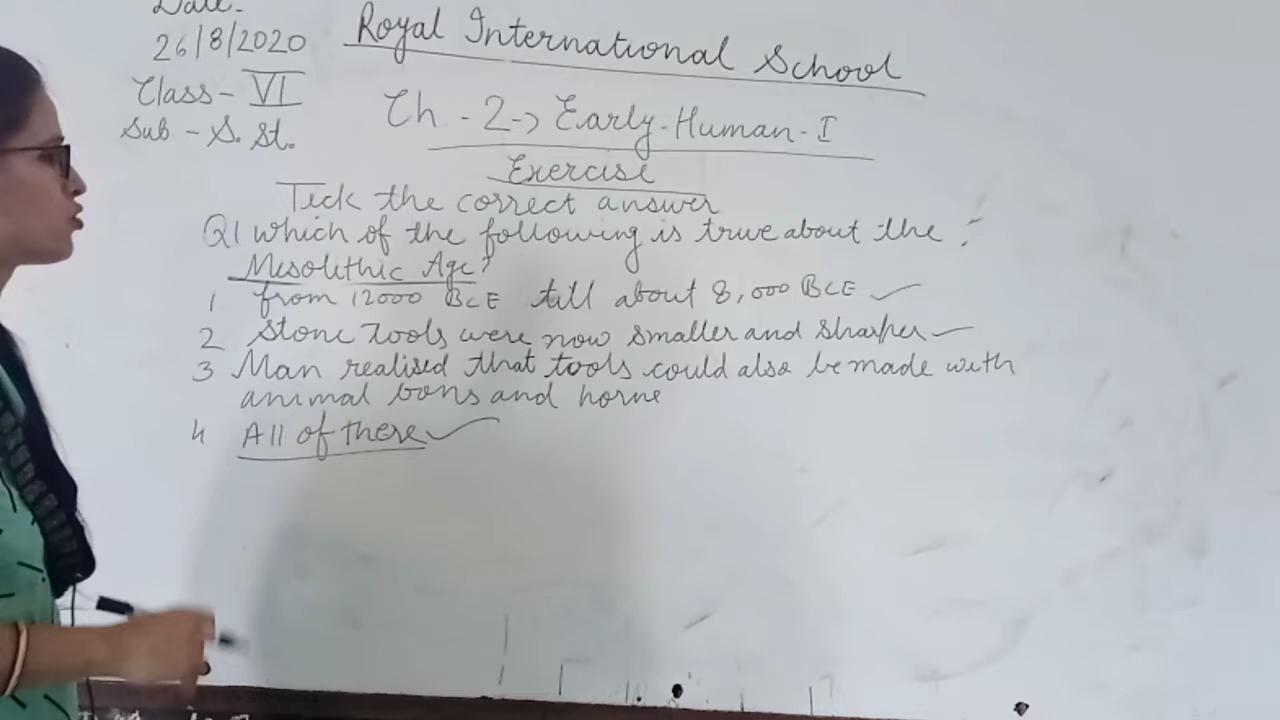 Date-
26/8/2020
Royal International School
Class - VI
Sub - S. St.
Ch - 2 -> Early-Human-I
Exercise
Tick the correct answer
Q1 which of the following is true about the :-
Mesolithic Age?
1 from 12000 BCE till about 8,000 BCE ✓
2 Stone tools were now smaller and sharper ✓
3 Man realised that tools could also be made with
animal bons and horne
4 All of there ✓